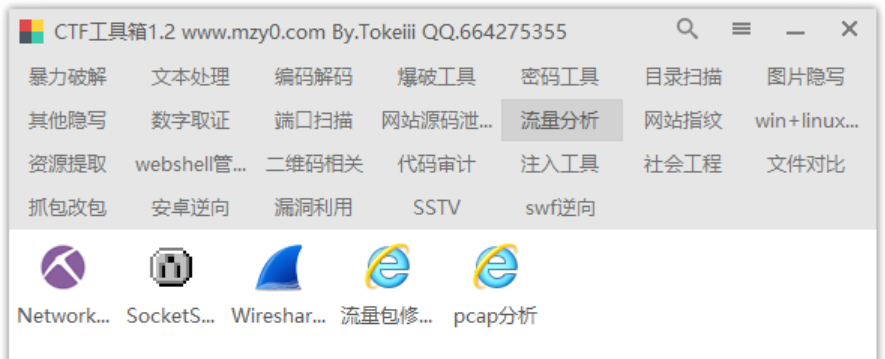 CTF工具箱1.2 www.mzy0.com By.Tokeiii QQ.664275355
暴力破解 文本处理 编码解码 爆破工具 密码工具 目录扫描 图片隐写
其他隐写 数字取证 端口扫描 网站源码泄... 流量分析 网站指纹 win+linux...
资源提取 webshell管... 二维码相关 代码审计 注入工具 社会工程 文件对比
抓包改包 安卓逆向 漏洞利用 SSTV swf逆向
Network... SocketS... Wireshar... 流量包修... pcap分析